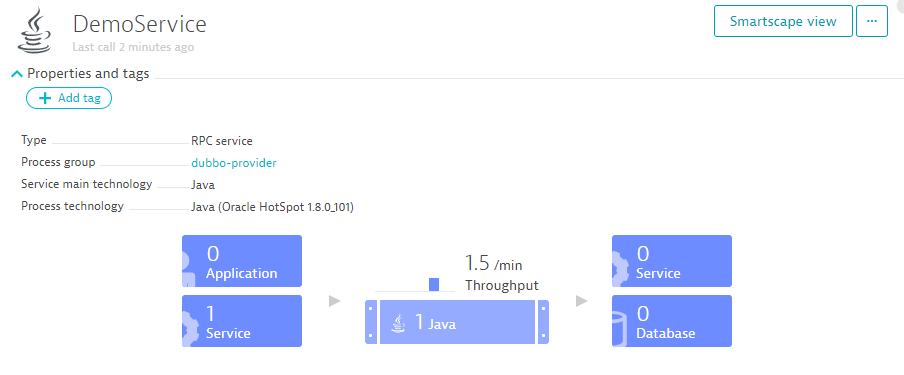 DemoService
Last call 2 minutes ago
Smartscape view
...
Properties and tags
+ Add tag
Type RPC service
Process group dubbo-provider
Service main technology Java
Process technology Java (Oracle HotSpot 1.8.0_101)
0
Application
1
Service
1.5 /min
Throughput
1 Java
0
Service
0
Database